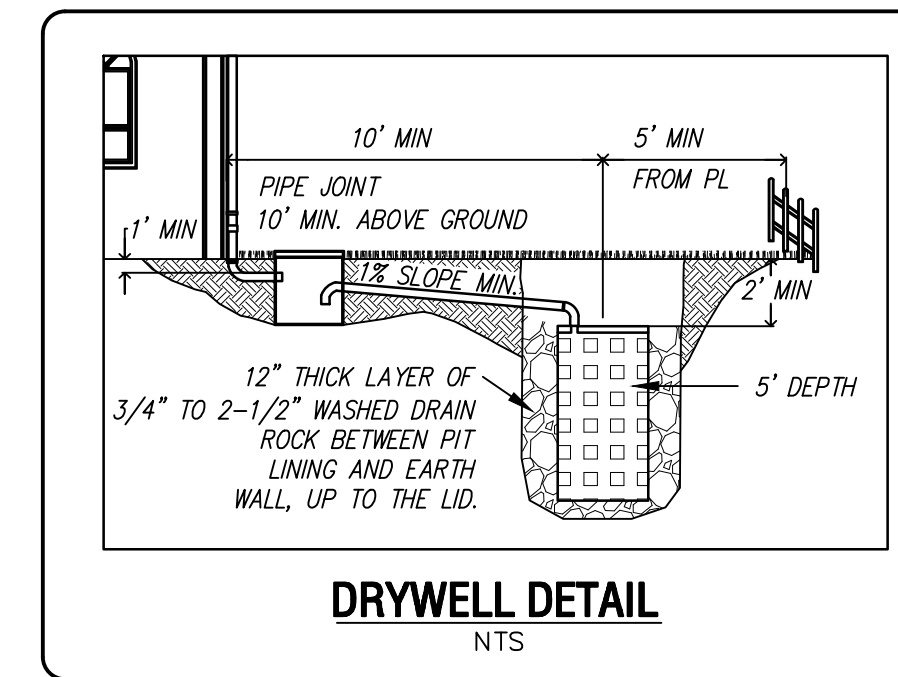 10' MIN
5' MIN
FROM PL
PIPE JOINT
10' MIN. ABOVE GROUND
1' MIN
1% SLOPE MIN.
2' MIN
12" THICK LAYER OF
3/4" TO 2-1/2" WASHED DRAIN
ROCK BETWEEN PIT
LINING AND EARTH
WALL, UP TO THE LID.
5' DEPTH
DRYWELL DETAIL
NTS